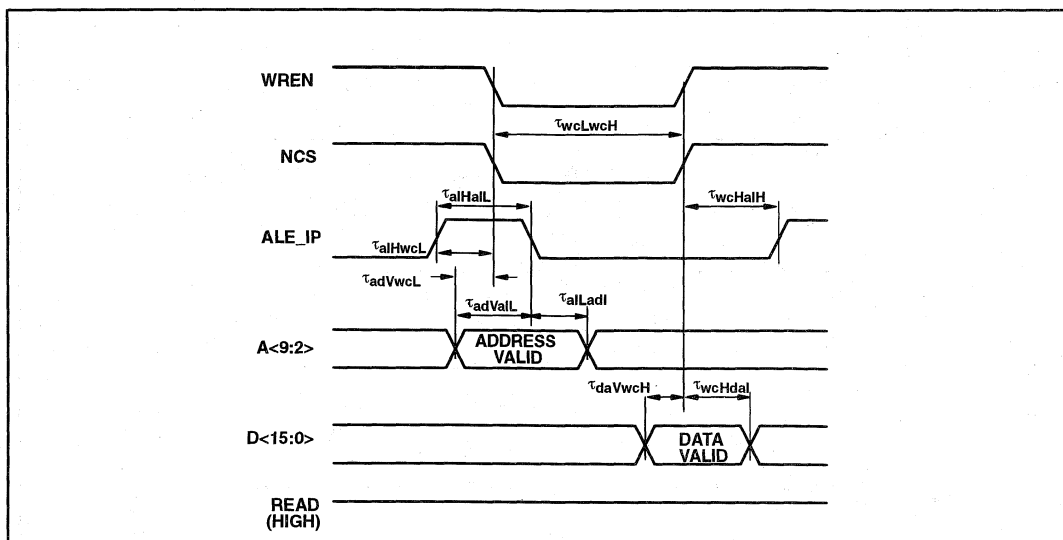 WREN
τwcLwcH
NCS
τalHalL
τwcHalH
ALE_IP
τalHwcL
τadVwcL
τadValL
τalLadI
A<9:2>
ADDRESS
VALID
τdaVwcH
τwcHdaI
D<15:0>
DATA
VALID
READ
(HIGH)